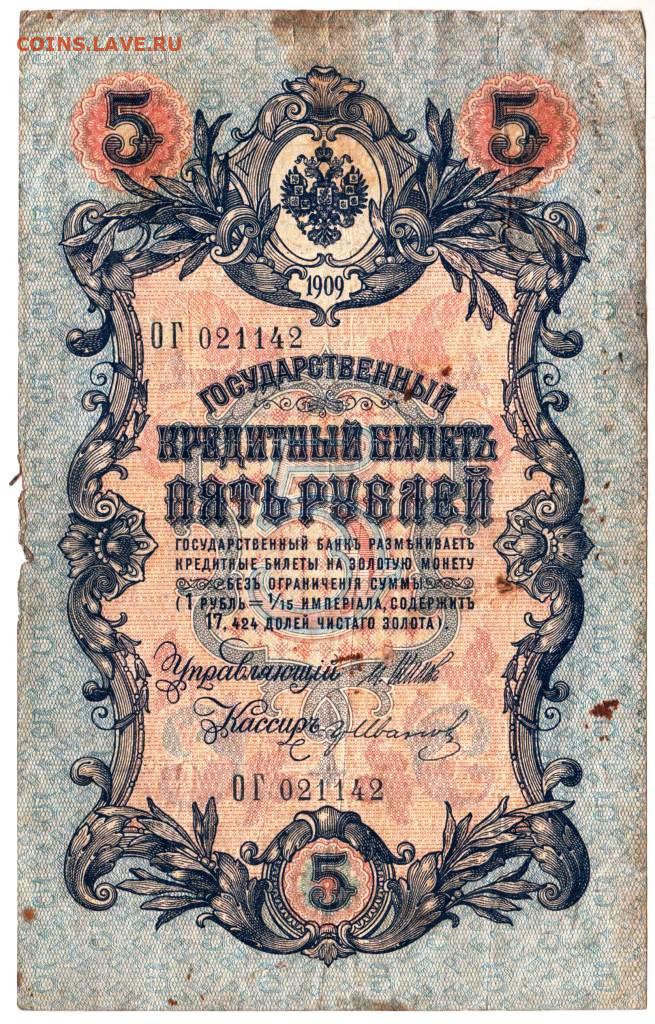 COINS.LAVE.RU
5 5
1909
ОГ 021142
ГОСУДАРСТВЕННЫЙ
КРЕДИТНЫЙ БИЛЕТЪ
ПЯТЬ РУБЛЕЙ
ГОСУДАРСТВЕННЫЙ БАНКЪ РАЗМѢНИВАЕТЪ
КРЕДИТНЫЕ БИЛЕТЫ НА ЗОЛОТУЮ МОНЕТУ
БЕЗЪ ОГРАНИЧЕНІЯ СУММЫ
(1 РУБЛЬ = 1/15 ИМПЕРІАЛА, СОДЕРЖИТЪ
17,424 ДОЛЕЙ ЧИСТАГО ЗОЛОТА).
Управляющій
Кассиръ
ОГ 021142
5